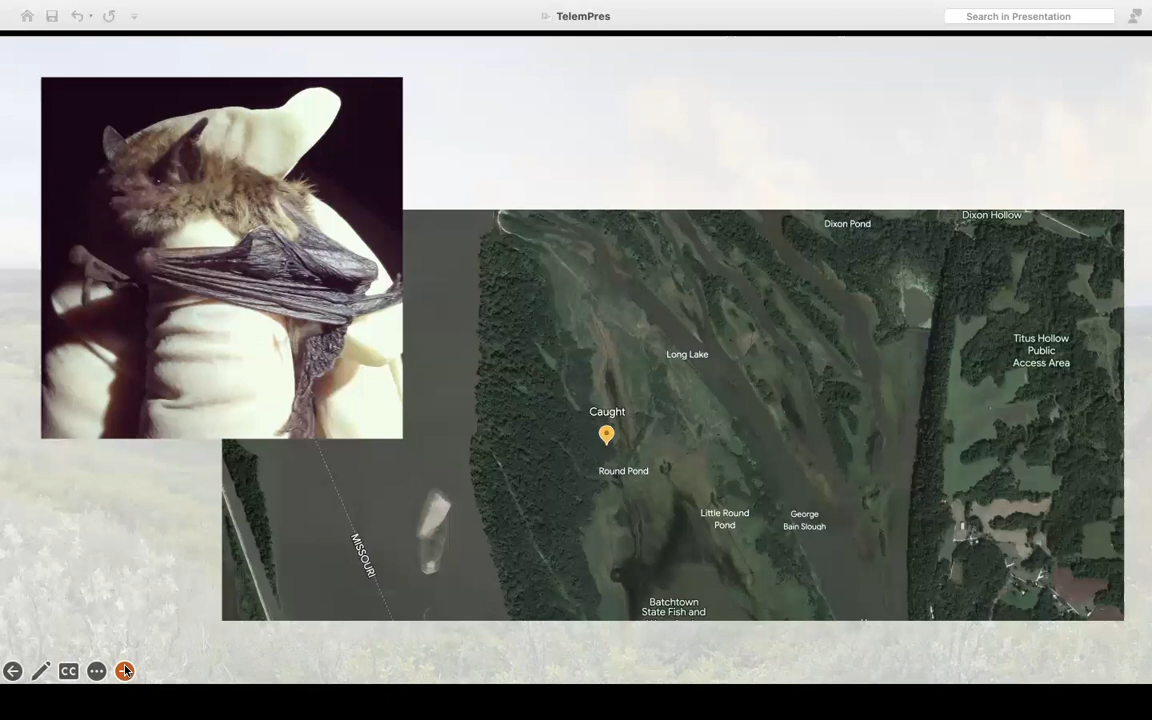 TelemPres
Search in Presentation
Dixon Hollow
Dixon Pond
Titus Hollow
Public
Access Area
Long Lake
Caught
Round Pond
Little Round
Pond
George
Bain Slough
MISSOURI
Batchtown
State Fish and
CC